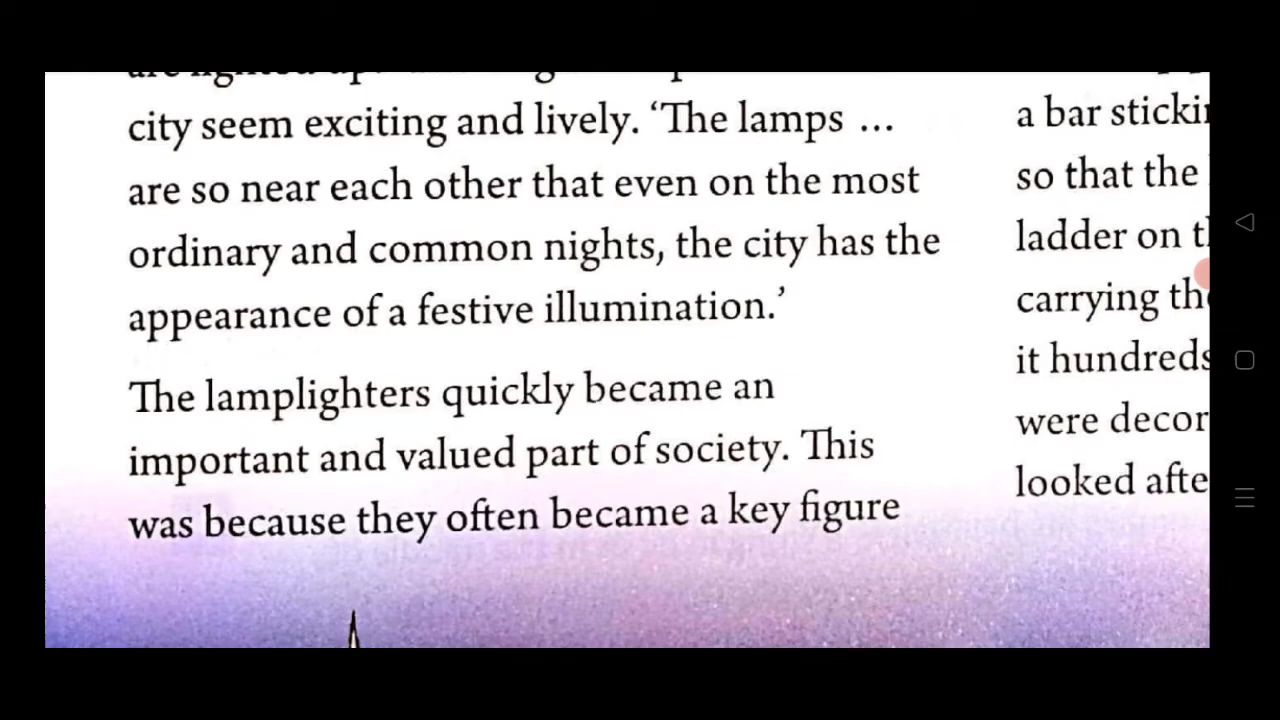 city seem exciting and lively. ‘The lamps ...
are so near each other that even on the most
ordinary and common nights, the city has the
appearance of a festive illumination.’
The lamplighters quickly became an
important and valued part of society. This
was because they often became a key figure
a bar
so that the
ladder on
carrying
it hundreds
were
looked